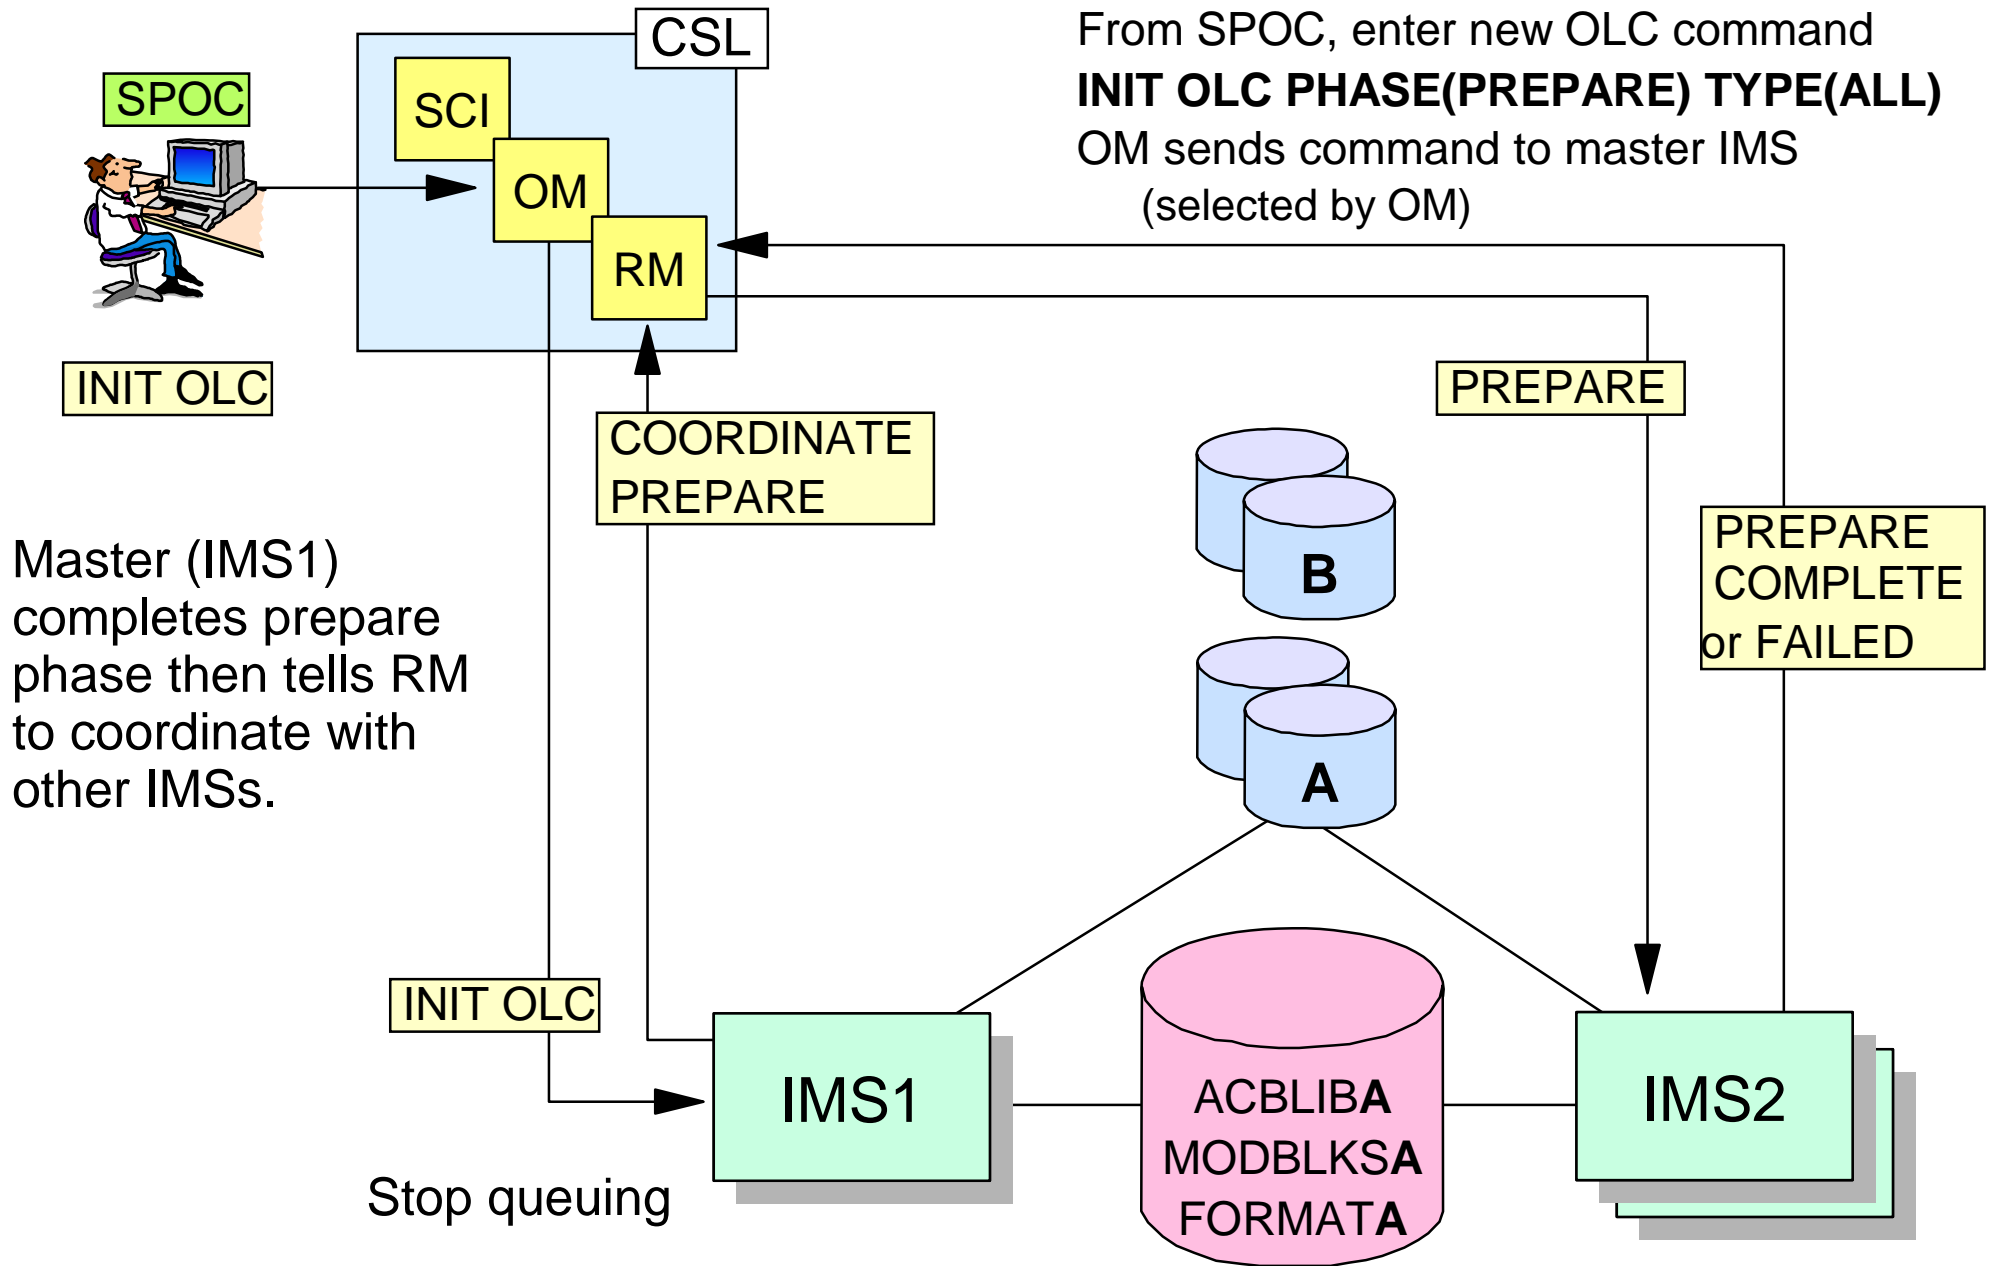 CSL
SPOC
SCI
OM
RM
From SPOC, enter new OLC command
INIT OLC PHASE(PREPARE) TYPE(ALL)
OM sends command to master IMS
(selected by OM)
INIT OLC
COORDINATE
PREPARE
PREPARE
PREPARE
COMPLETE
or FAILED
Master (IMS1)
completes prepare
phase then tells RM
to coordinate with
other IMSs.
B
A
INIT OLC
IMS1
ACBLIBA
MODBLKSA
FORMATA
IMS2
Stop queuing